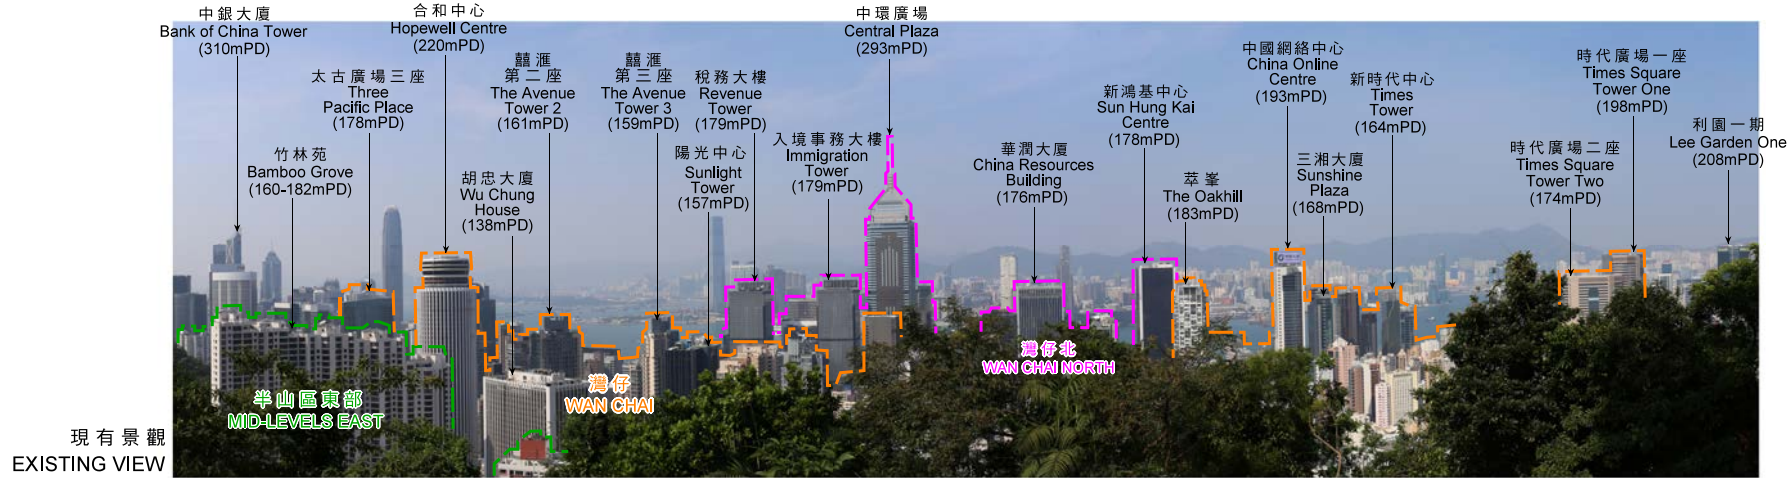 中銀大廈
Bank of China Tower
(310mPD)
太古廣場三座
Three
Pacific Place
(178mPD)
竹林苑
Bamboo Grove
(160-182mPD)
合和中心
Hopewell Centre
(220mPD)
胡忠大廈
Wu Chung
House
(138mPD)
囍滙
第二座
The Avenue
Tower 2
(161mPD)
囍滙
第三座
The Avenue
Tower 3
(159mPD)
稅務大樓
Revenue
Tower
(179mPD)
陽光中心
Sunlight
Tower
(157mPD)
入境事務大樓
Immigration
Tower
(179mPD)
中環廣場
Central Plaza
(293mPD)
華潤大廈
China Resources
Building
(176mPD)
新鴻基中心
Sun Hung Kai
Centre
(178mPD)
萃峯
The Oakhill
(183mPD)
中國網絡中心
China Online
Centre
(193mPD)
三湘大廈
Sunshine
Plaza
(168mPD)
新時代中心
Times
Tower
(164mPD)
時代廣場二座
Times Square
Tower Two
(174mPD)
時代廣場一座
Times Square
Tower One
(198mPD)
利園一期
Lee Garden One
(208mPD)
半山區東部
MID-LEVELS EAST
灣仔
WAN CHAI
灣仔北
WAN CHAI NORTH
現有景觀
EXISTING VIEW